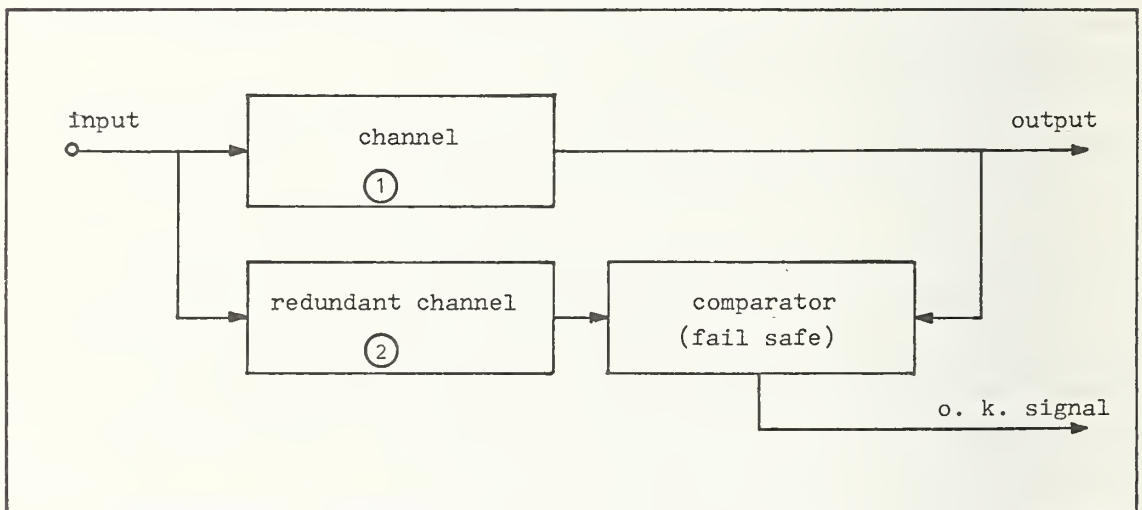 input
channel
1
output
redundant channel
2
comparator
(fail safe)
o. k. signal